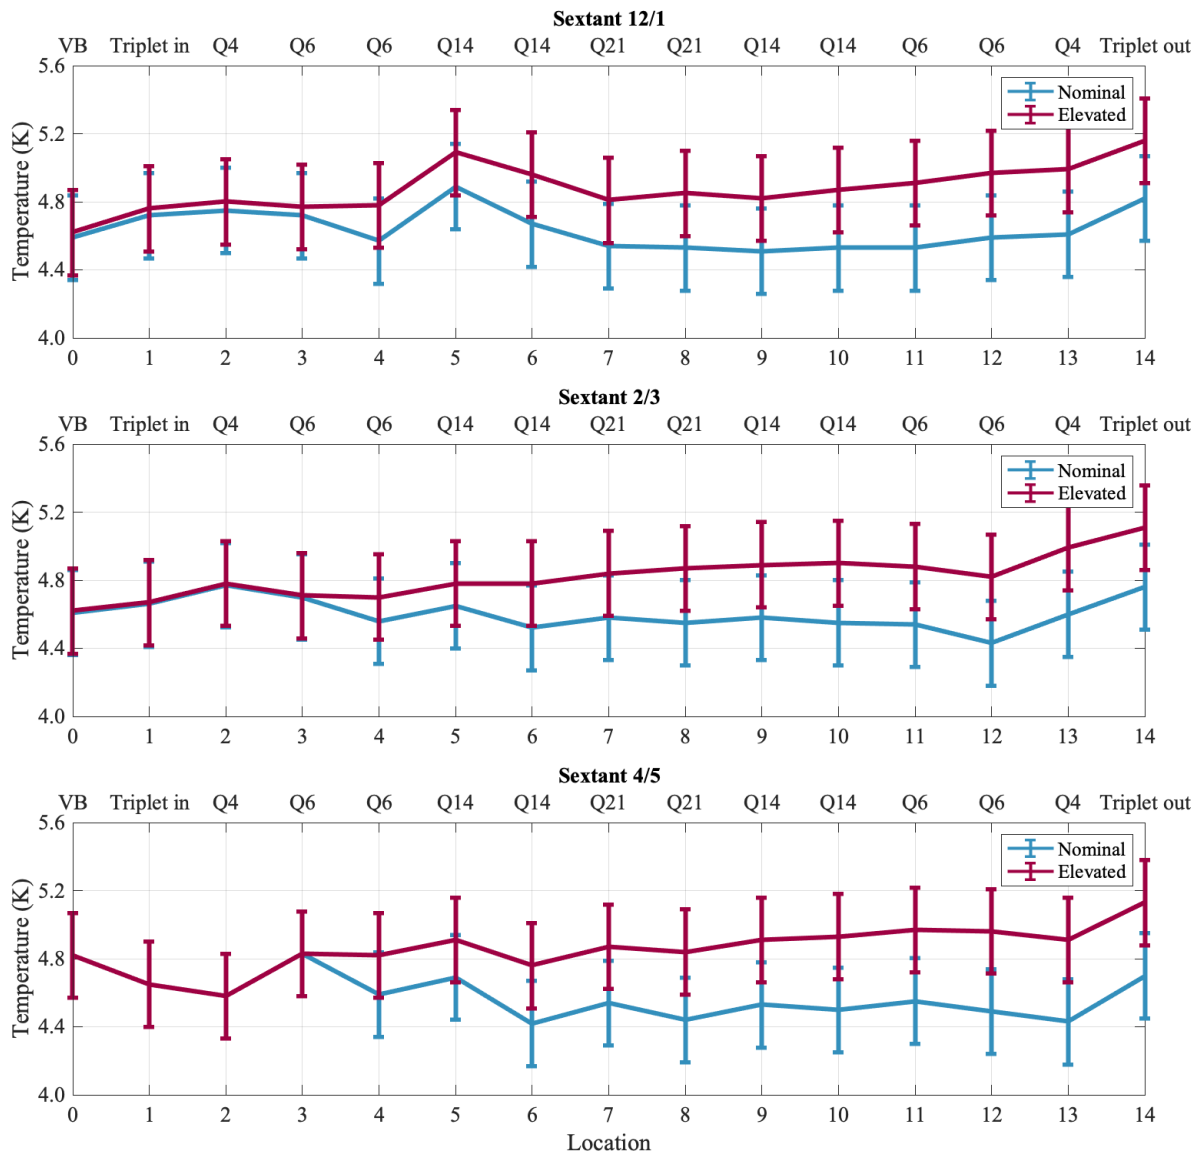 Sextant 12/1
VB Triplet in Q4 Q6 Q6 Q14 Q14 Q21 Q21 Q14 Q14 Q6 Q6 Q4 Triplet out
5.6
5.2
4.8
4.4
4.0
Temperature (K)
Nominal
Elevated
0 1 2 3 4 5 6 7 8 9 10 11 12 13 14
Sextant 2/3
VB Triplet in Q4 Q6 Q6 Q14 Q14 Q21 Q21 Q14 Q14 Q6 Q6 Q4 Triplet out
5.6
5.2
4.8
4.4
4.0
Temperature (K)
Nominal
Elevated
0 1 2 3 4 5 6 7 8 9 10 11 12 13 14
Sextant 4/5
VB Triplet in Q4 Q6 Q6 Q14 Q14 Q21 Q21 Q14 Q14 Q6 Q6 Q4 Triplet out
5.6
5.2
4.8
4.4
4.0
Temperature (K)
Nominal
Elevated
0 1 2 3 4 5 6 7 8 9 10 11 12 13 14
Location